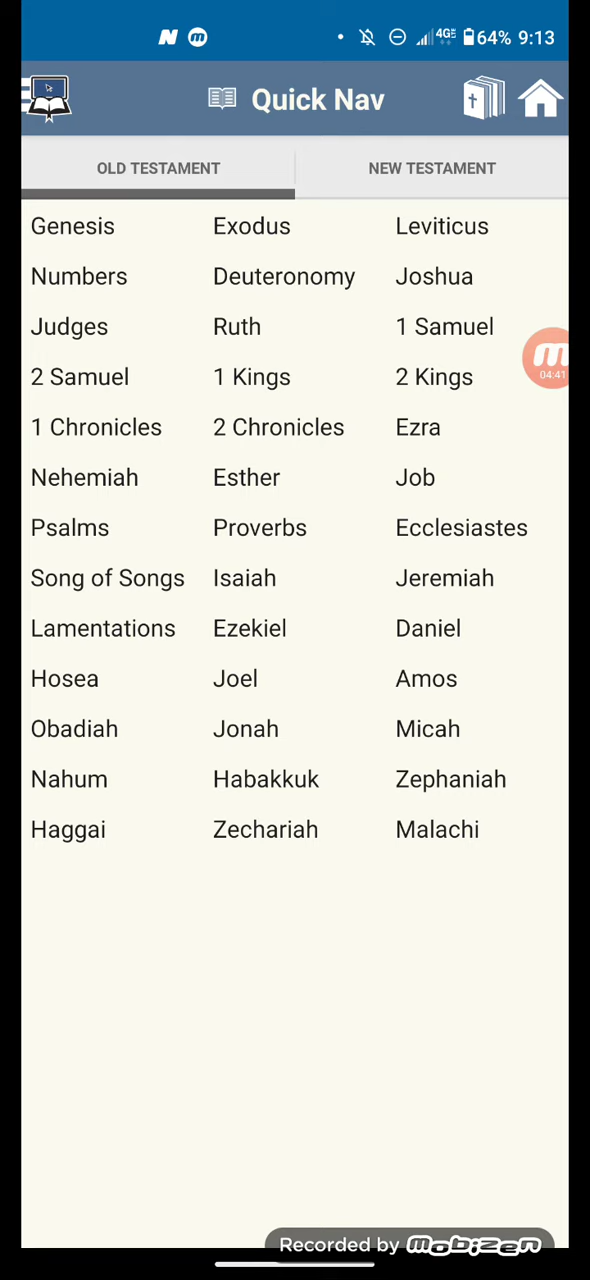 N m 4GE 64% 9:13
Quick Nav
OLD TESTAMENT NEW TESTAMENT
Genesis Exodus Leviticus
Numbers Deuteronomy Joshua
Judges Ruth 1 Samuel
m
04:41
2 Samuel 1 Kings 2 Kings
1 Chronicles 2 Chronicles Ezra
Nehemiah Esther Job
Psalms Proverbs Ecclesiastes
Song of Songs Isaiah Jeremiah
Lamentations Ezekiel Daniel
Hosea Joel Amos
Obadiah Jonah Micah
Nahum Habakkuk Zephaniah
Haggai Zechariah Malachi
Recorded by mobizen